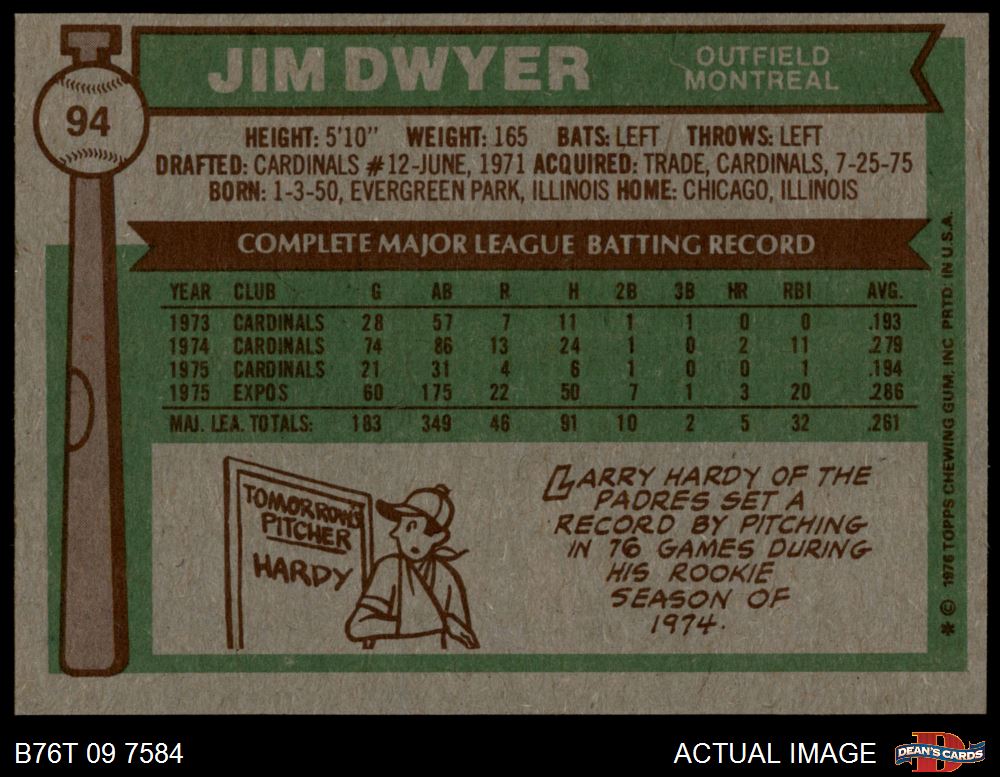 94
JIM DWYER
OUTFIELD
MONTREAL
HEIGHT: 5'10" WEIGHT: 165 BATS: LEFT THROWS: LEFT
DRAFTED: CARDINALS #12-JUNE, 1971 ACQUIRED: TRADE, CARDINALS, 7-25-75
BORN: 1-3-50, EVERGREEN PARK, ILLINOIS HOME: CHICAGO, ILLINOIS
COMPLETE MAJOR LEAGUE BATTING RECORD
YEAR CLUB G AB R H 2B 3B HR RBI AVG.
1973 CARDINALS 28 57 7 11 1 1 0 0 .193
1974 CARDINALS 74 86 13 24 1 0 2 11 .279
1975 CARDINALS 21 31 4 6 1 0 0 1 .194
1975 EXPOS 60 175 22 50 7 1 3 20 .286
MAJ. LEA. TOTALS: 183 349 46 91 10 2 5 32 .261
TOMORROW'S
PITCHER
HARDY
LARRY HARDY OF THE
PADRES SET A
RECORD BY PITCHING
IN 76 GAMES DURING
HIS ROOKIE
SEASON OF
1974.
* © 1976 TOPPS CHEWING GUM, INC. PRTD. IN U.S.A.
B76T 09 7584
ACTUAL IMAGE
D
DEAN'S CARDS